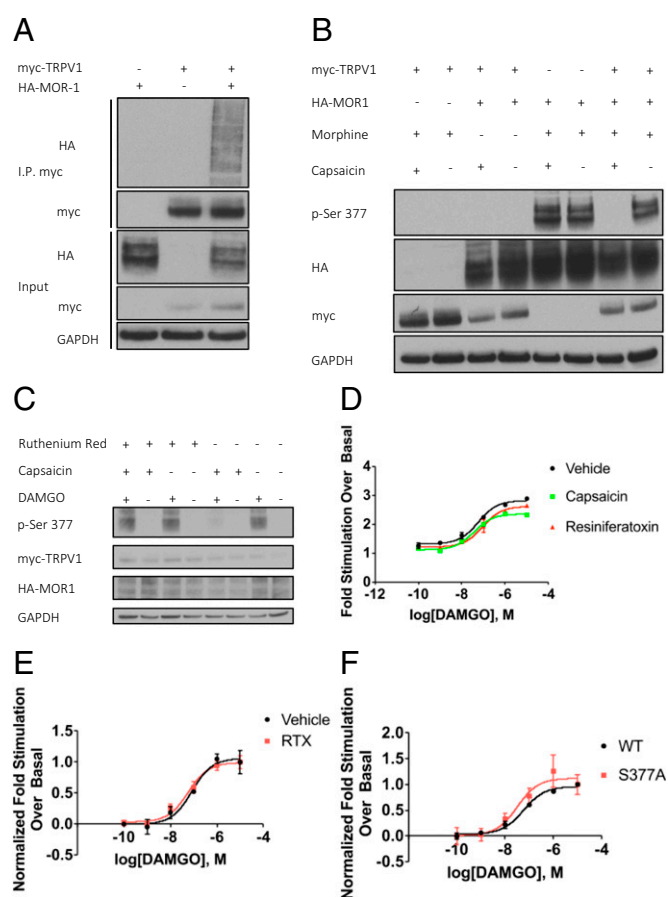 A
myc-TRPV1 - + +
HA-MOR-1 + - +
HA
I.P. myc
myc
HA
Input
myc
GAPDH
B
myc-TRPV1 + + + + - - + +
HA-MOR1 - - + + + + + +
Morphine + + - - + + + +
Capsaicin + - + - + - + -
p-Ser 377
HA
myc
GAPDH
C
Ruthenium Red + + + + - - - -
Capsaicin + + - - + + - -
DAMGO + - + - + - + -
p-Ser 377
myc-TRPV1
HA-MOR1
GAPDH
D
Fold Stimulation Over Basal
4
3
2
1
0
-12 -10 -8 -6 -4
log[DAMGO], M
Vehicle
Capsaicin
Resiniferatoxin
E
Normalized Fold Stimulation
Over Basal
1.5
1.0
0.5
0.0
-0.5
-12 -10 -8 -6 -4
log[DAMGO], M
Vehicle
RTX
F
Normalized Fold Stimulation
Over Basal
2.0
1.5
1.0
0.5
0.0
-0.5
-12 -10 -8 -6 -4
log[DAMGO], M
WT
S377A